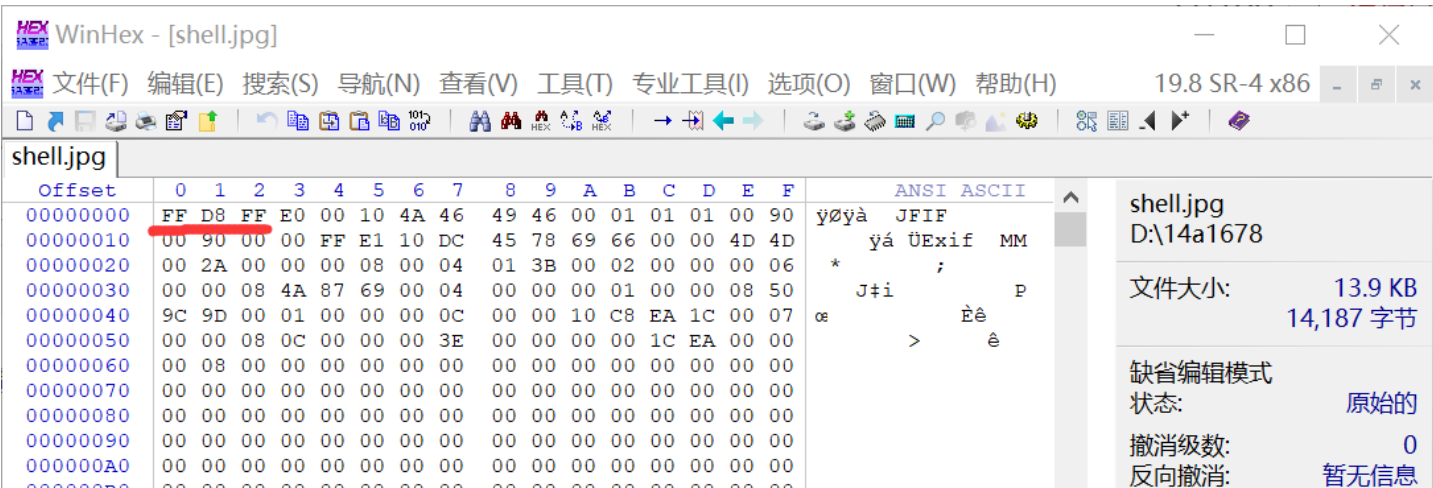 WinHex - [shell.jpg]
文件(F) 编辑(E) 搜索(S) 导航(N) 查看(V) 工具(T) 专业工具(I) 选项(O) 窗口(W) 帮助(H) 19.8 SR-4 x86
shell.jpg
Offset 0 1 2 3 4 5 6 7 8 9 A B C D E F ANSI ASCII
00000000 FF D8 FF E0 00 10 4A 46 49 46 00 01 01 01 00 90 ÿØÿà JFIF
00000010 00 90 00 00 FF E1 10 DC 45 78 69 66 00 00 4D 4D ÿá ÜExif MM
00000020 00 2A 00 00 00 08 00 04 01 3B 00 02 00 00 00 06 * ;
00000030 00 00 08 4A 87 69 00 04 00 00 00 01 00 00 08 50 J‡i P
00000040 9C 9D 00 01 00 00 00 0C 00 00 10 C8 EA 1C 00 07 œ Èê
00000050 00 00 08 0C 00 00 00 3E 00 00 00 00 1C EA 00 00 > ê
00000060 00 08 00 00 00 00 00 00 00 00 00 00 00 00 00 00
00000070 00 00 00 00 00 00 00 00 00 00 00 00 00 00 00 00
00000080 00 00 00 00 00 00 00 00 00 00 00 00 00 00 00 00
00000090 00 00 00 00 00 00 00 00 00 00 00 00 00 00 00 00
000000A0 00 00 00 00 00 00 00 00 00 00 00 00 00 00 00 00
shell.jpg
D:\14a1678
文件大小: 13.9 KB
14,187 字节
缺省编辑模式
状态: 原始的
撤消级数: 0
反向撤消: 暂无信息